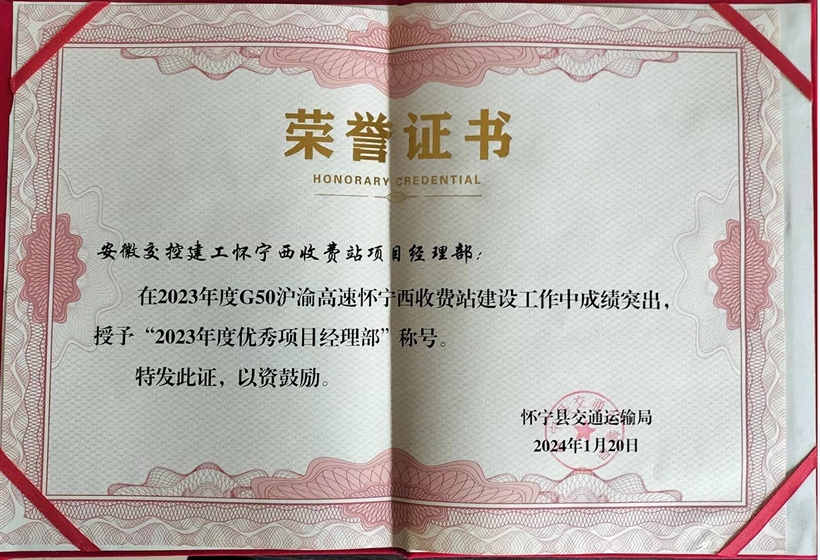 荣誉证书
HONORARY CREDENTIAL
安徽交控建工怀宁西收费站项目经理部：
在2023年度G50沪渝高速怀宁西收费站建设工作中成绩突出，
授予“2023年度优秀项目经理部”称号。
特发此证，以资鼓励。
怀宁县交通运输局
2024年1月20日